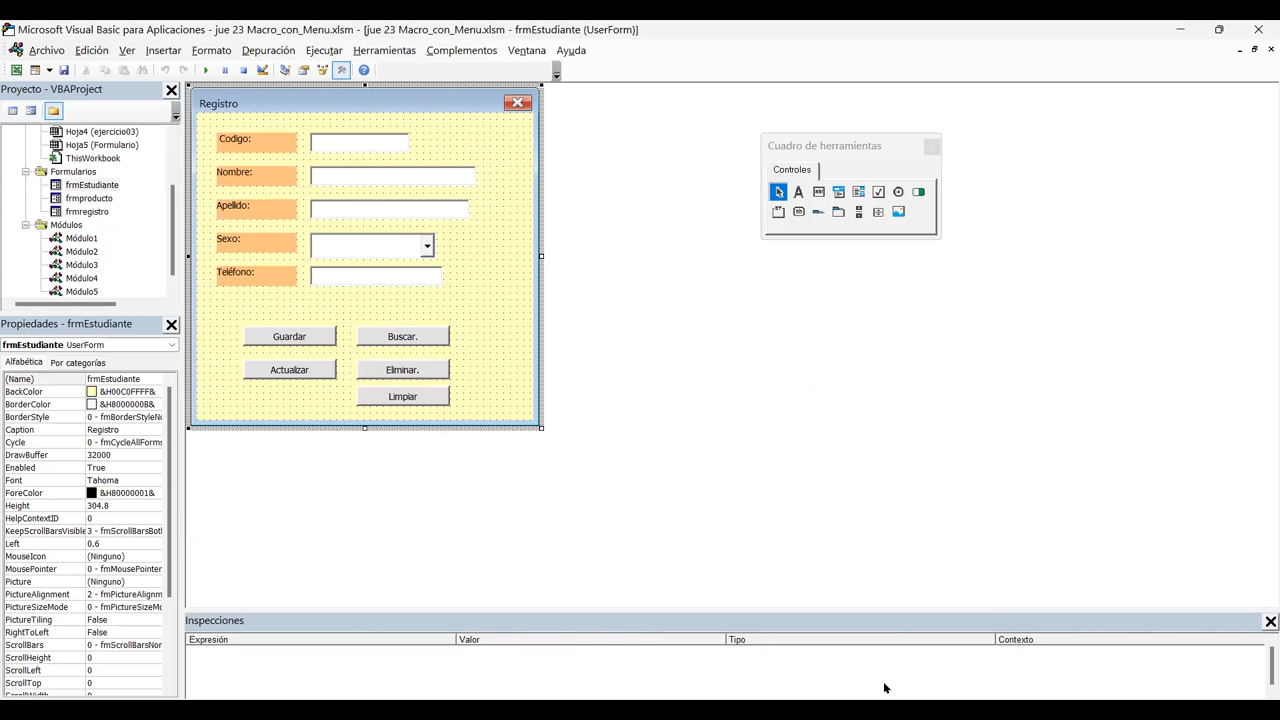 Microsoft Visual Basic para Aplicaciones - jue 23 Macro_con_Menu.xlsm - [jue 23 Macro_con_Menu.xlsm - frmEstudiante (UserForm)]
Archivo Edición Ver Insertar Formato Depuración Ejecutar Herramientas Complementos Ventana Ayuda
Proyecto - VBAProject
Hoja4 (ejercicio03)
Hoja5 (Formulario)
ThisWorkbook
Formularios
frmEstudiante
frmproducto
frmregistro
Módulos
Módulo1
Módulo2
Módulo3
Módulo4
Módulo5
Propiedades - frmEstudiante
frmEstudiante UserForm
Alfabética Por categorías
(Name) frmEstudiante
BackColor &H00C0FFFF&
BorderColor &H8000000B&
BorderStyle 0 - fmBorderStyleNo
Caption Registro
Cycle 0 - fmCycleAllForms
DrawBuffer 32000
Enabled True
Font Tahoma
ForeColor &H80000001&
Height 304.8
HelpContextID 0
KeepScrollBarsVisible 3 - fmScrollBarsBoth
Left 0.6
MouseIcon (Ninguno)
MousePointer 0 - fmMousePointer
Picture (Ninguno)
PictureAlignment 2 - fmPictureAlignm
PictureSizeMode 0 - fmPictureSizeMo
PictureTiling False
RightToLeft False
ScrollBars 0 - fmScrollBarsNon
ScrollHeight 0
ScrollLeft 0
ScrollTop 0
ScrollWidth 0
Registro
Codigo:
Nombre:
Apellido:
Sexo:
Teléfono:
Guardar Buscar.
Actualizar Eliminar.
Limpiar
Cuadro de herramientas
Controles
Inspecciones
Expresión Valor Tipo Contexto